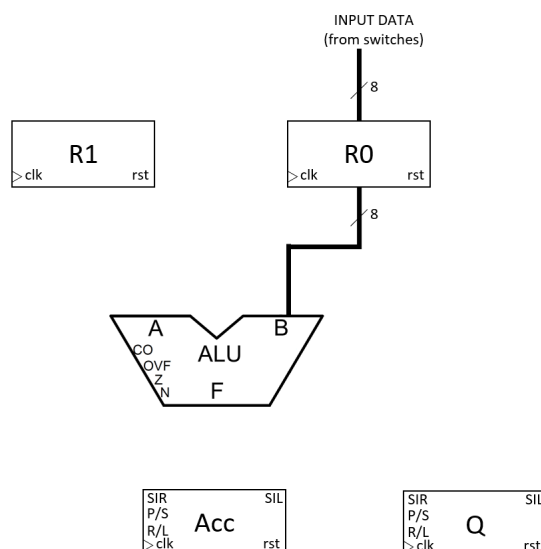 INPUT DATA
(from switches)
8
R1
clk rst
R0
clk rst
8
A B
ALU
CO
OVF
Z
N
F
SIR SIL
P/S
R/L
Acc
clk rst
SIR SIL
P/S
R/L
Q
clk rst